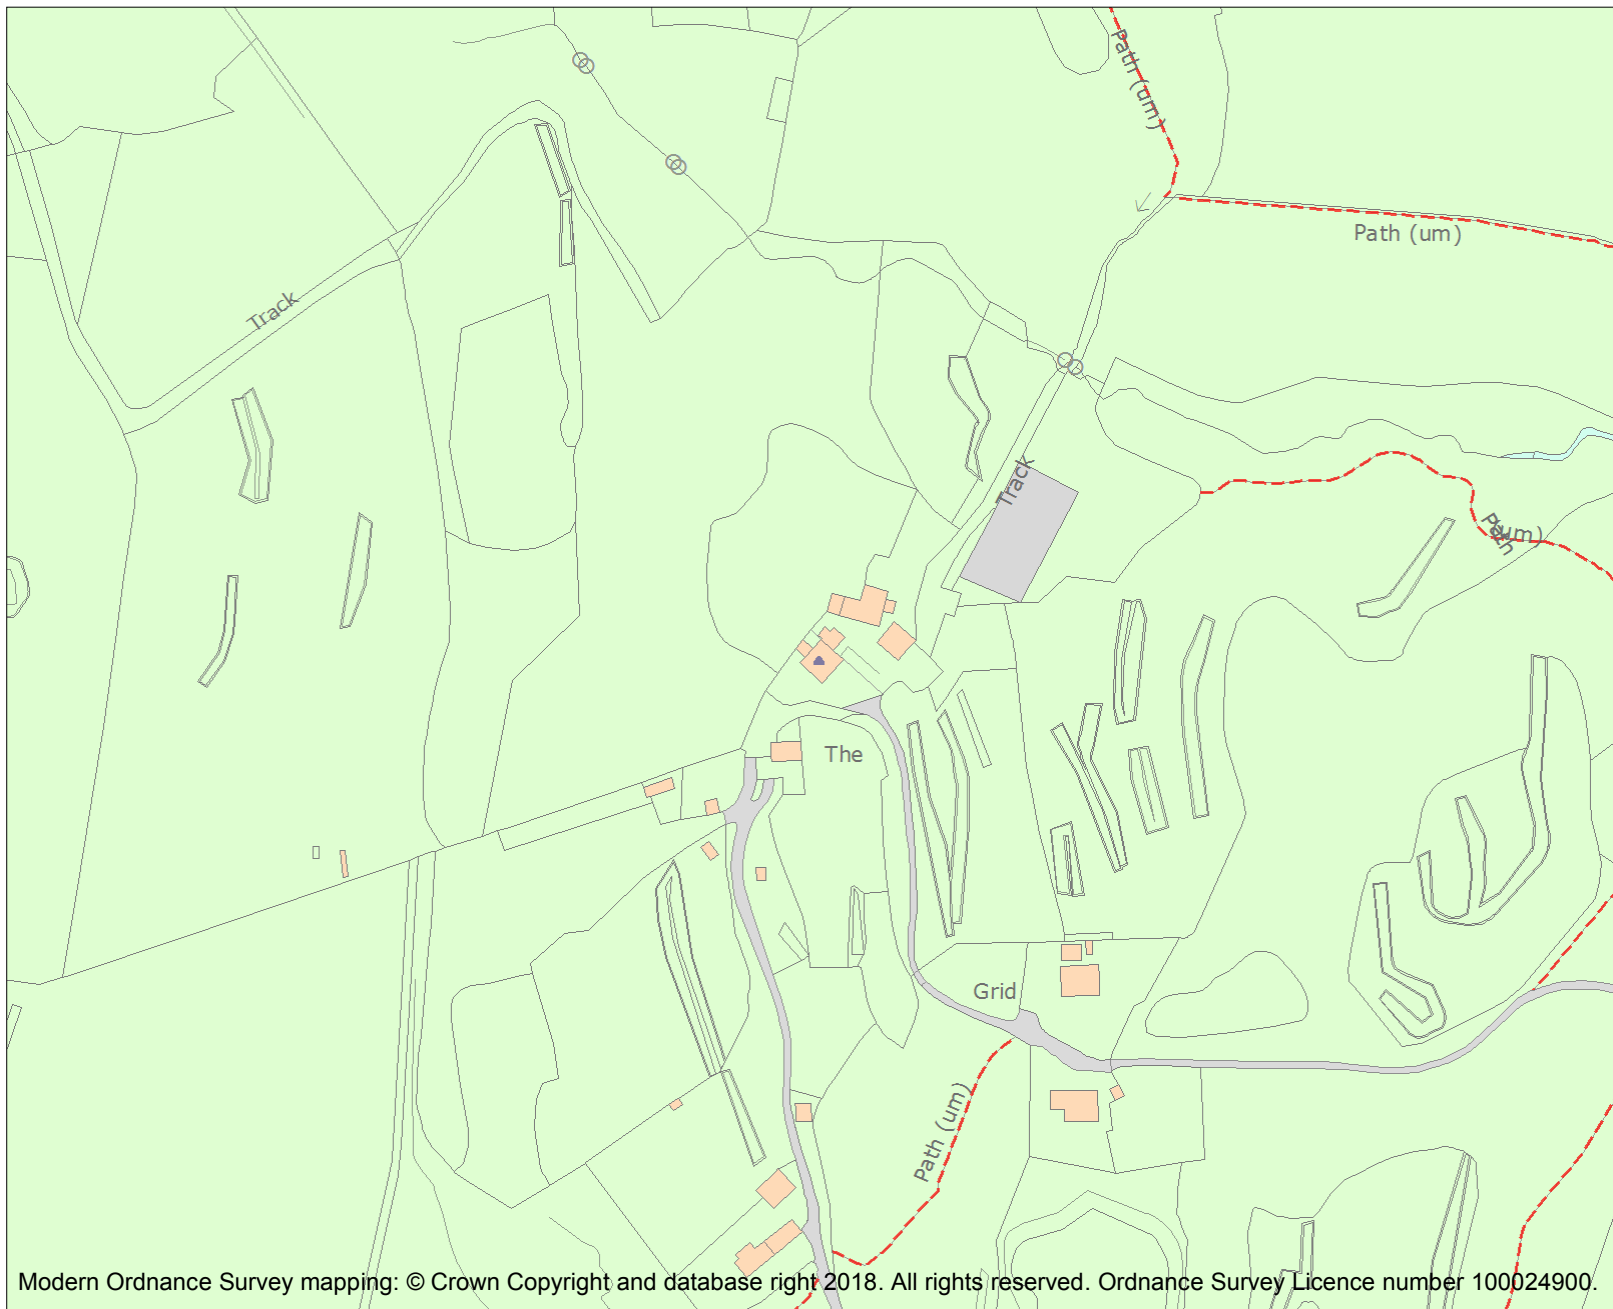 Path (um)
Path (um)
Track
Track
Path
(um)
The
Grid
Path (um)
Modern Ordnance Survey mapping: © Crown Copyright and database right 2018. All rights reserved. Ordnance Survey Licence number 100024900.